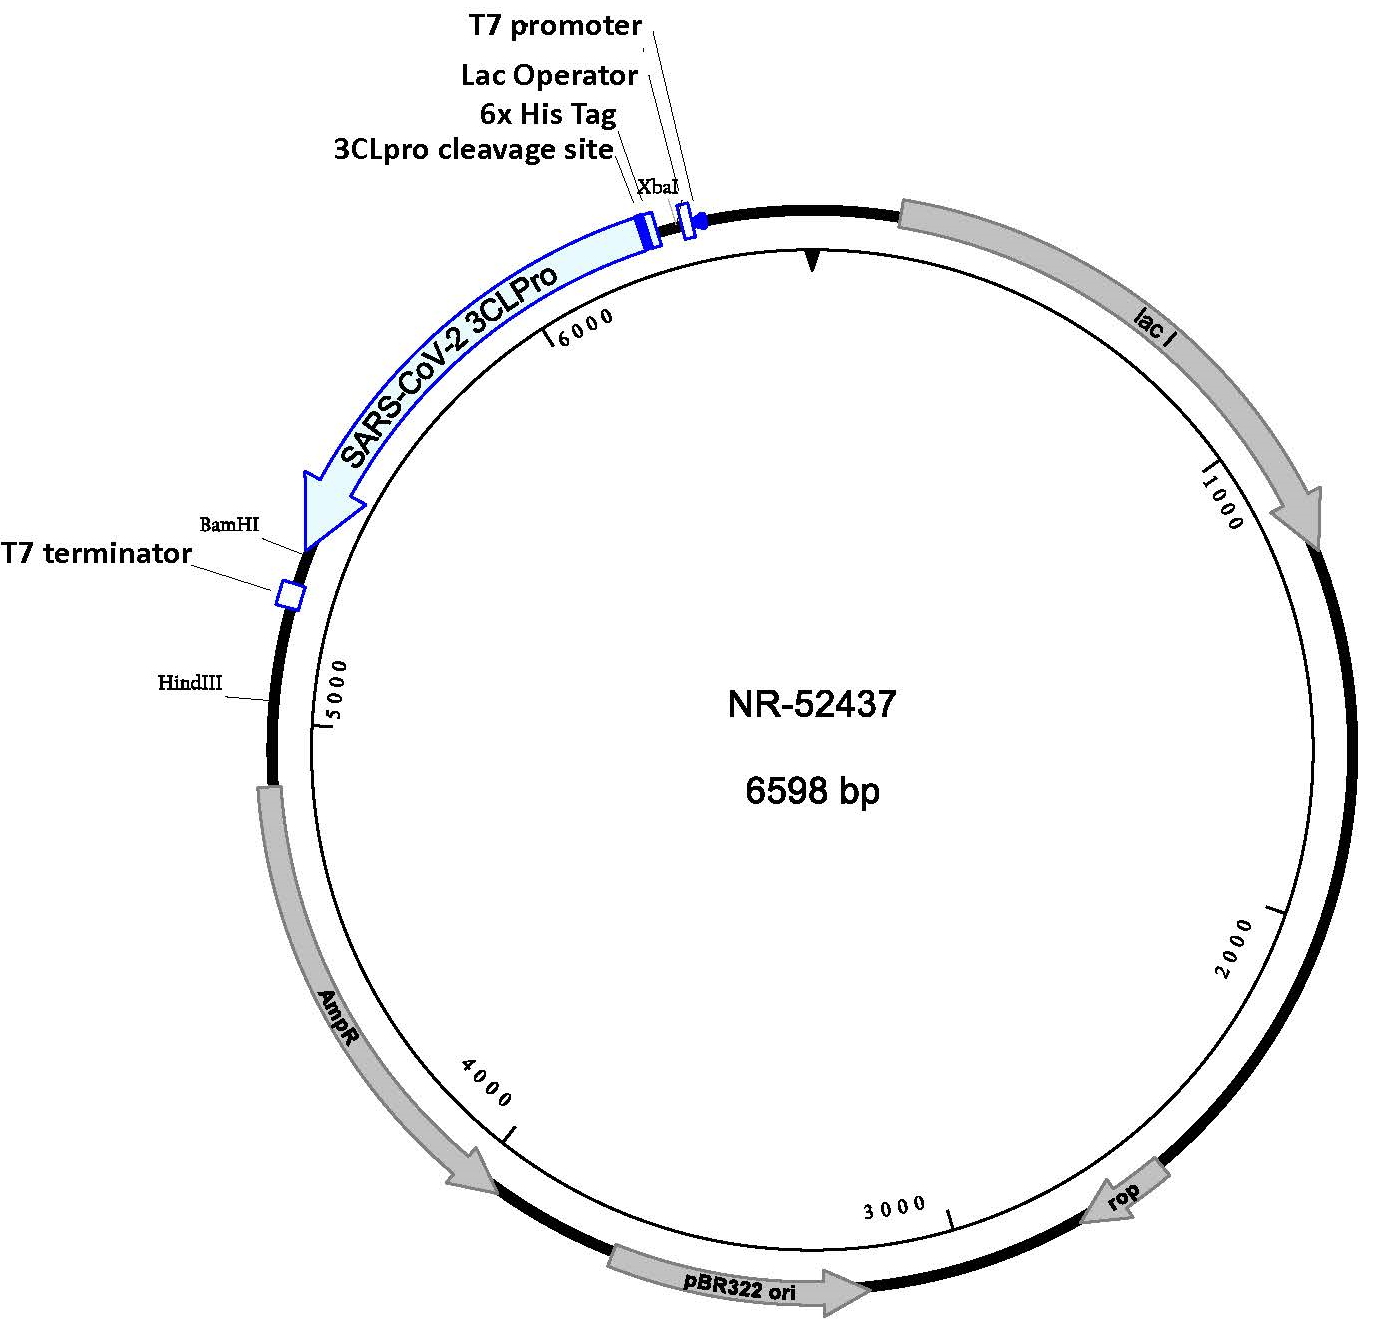 T7 promoter
Lac Operator
6x His Tag
3CLpro cleavage site
XbaI
lac I
SARS-CoV-2 3CLPro
6000
1000
BamHI
T7 terminator
HindIII
5000
NR-52437
6598 bp
2000
AmpR
4000
3000
rop
pBR322 ori